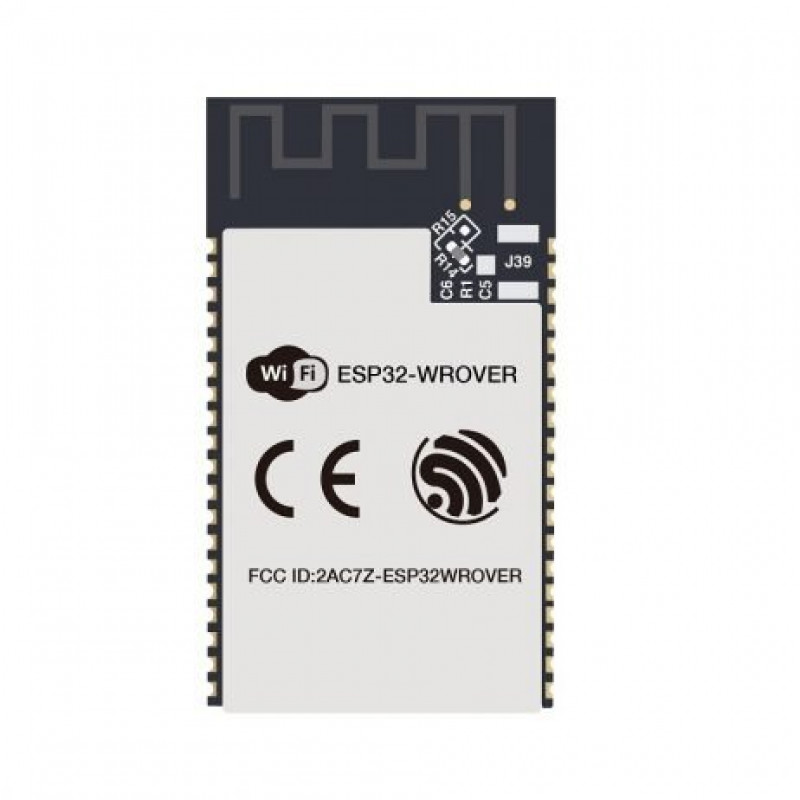 R15
R14
J39
C6
R1
C5
Wi Fi ESP32-WROVER
CE
FCC ID:2AC7Z-ESP32WROVER